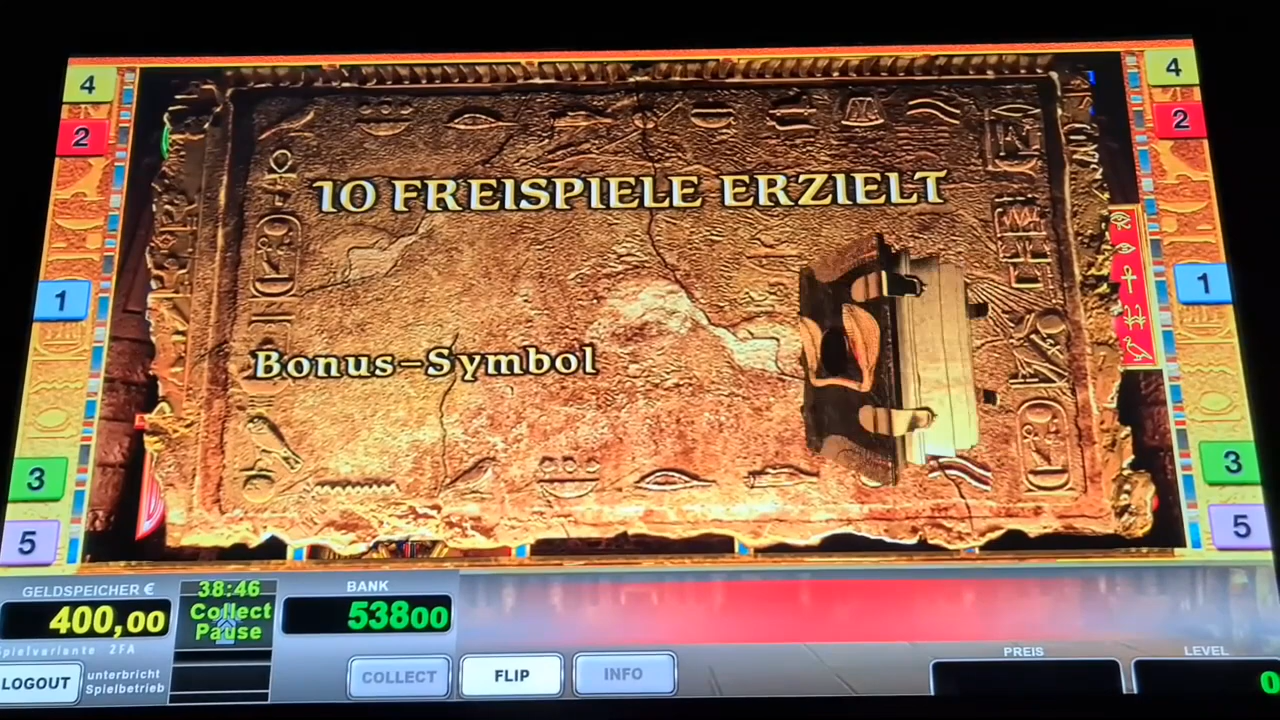 4
4
2
2
10 FREISPIELE ERZIELT
1
1
Bonus-Symbol
3
3
5
5
GELDSPEICHER €
38:46
BANK
400,00
Collect
Pause
53800
Spielvariante 2FA
LOGOUT
unterbricht
Spielbetrieb
COLLECT
FLIP
INFO
PREIS
LEVEL
0